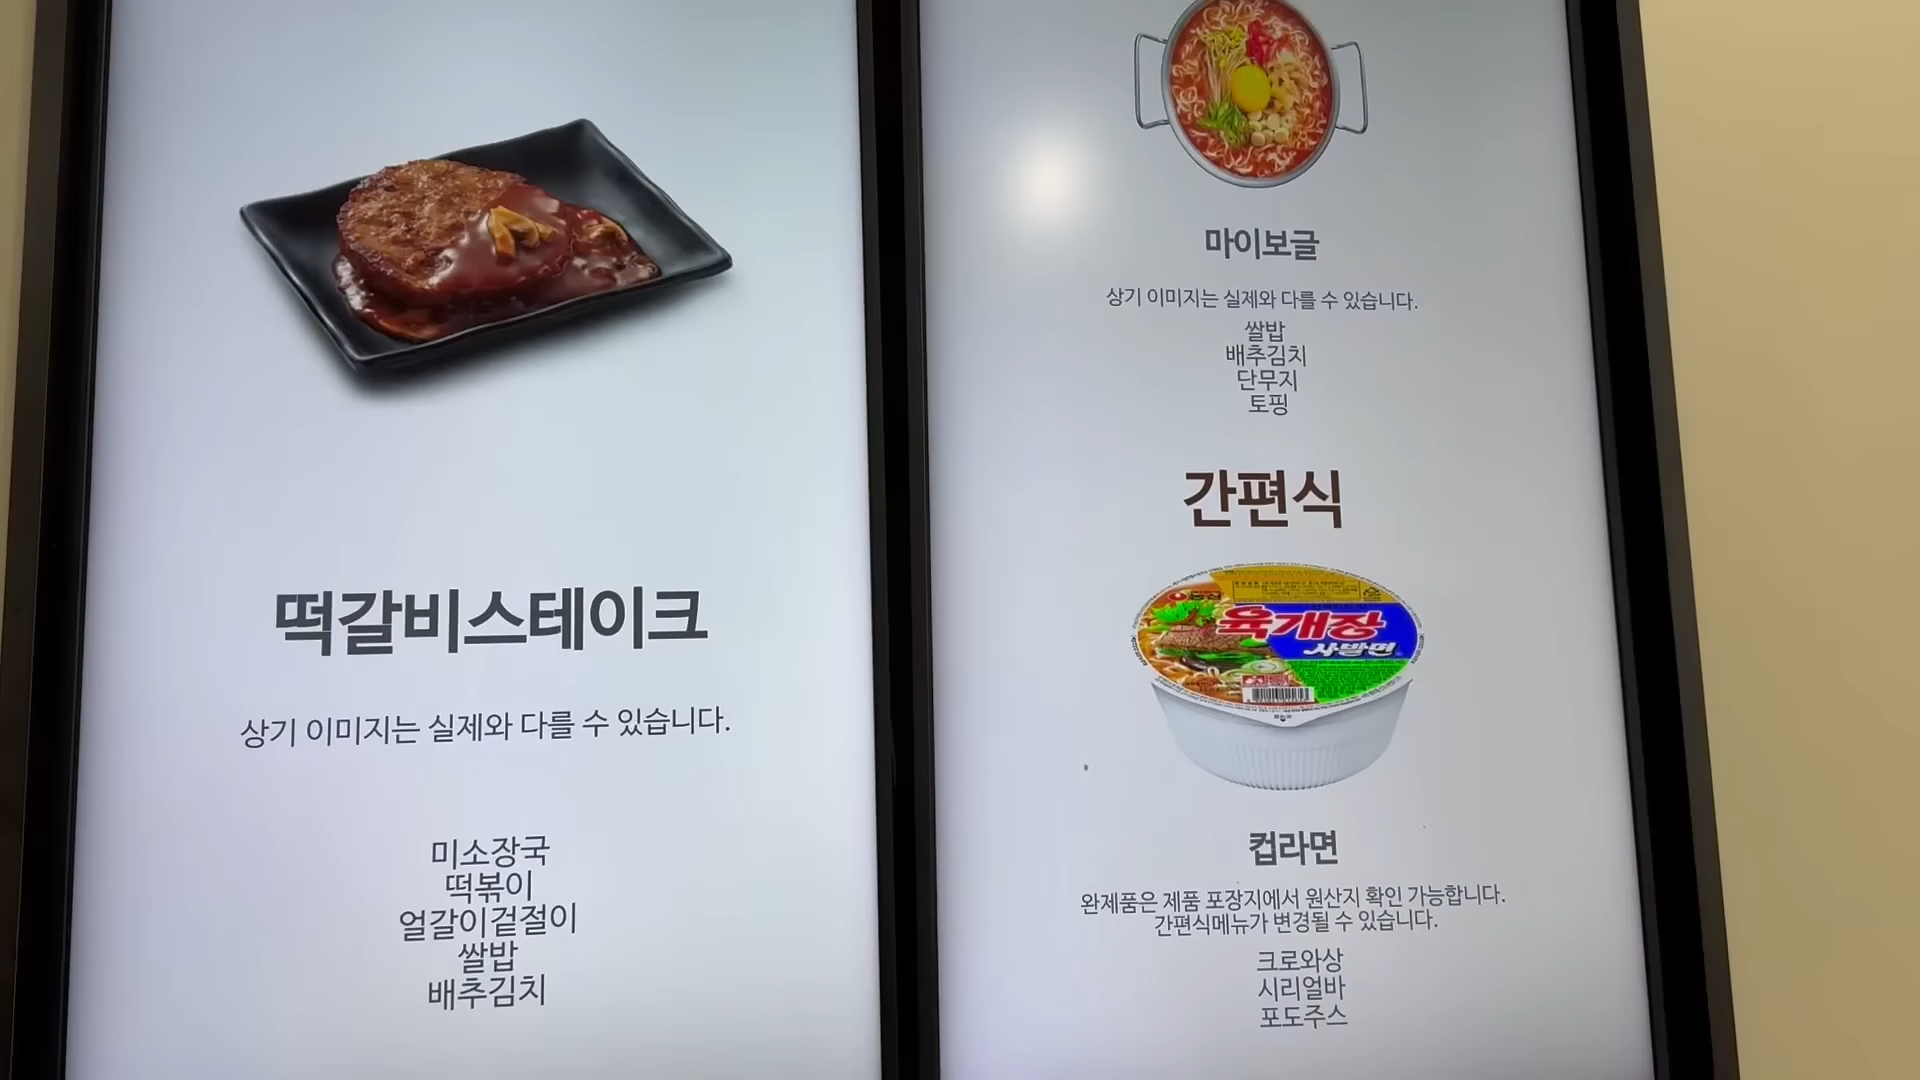 떡갈비스테이크
상기 이미지는 실제와 다를 수 있습니다.
미소장국
떡볶이
얼갈이겉절이
쌀밥
배추김치
마이보글
상기 이미지는 실제와 다를 수 있습니다.
쌀밥
배추김치
단무지
토핑
간편식
농심
육개장
사발면
컵라면
완제품은 제품 포장지에서 원산지 확인 가능합니다.
간편식메뉴가 변경될 수 있습니다.
크로와상
시리얼바
포도주스